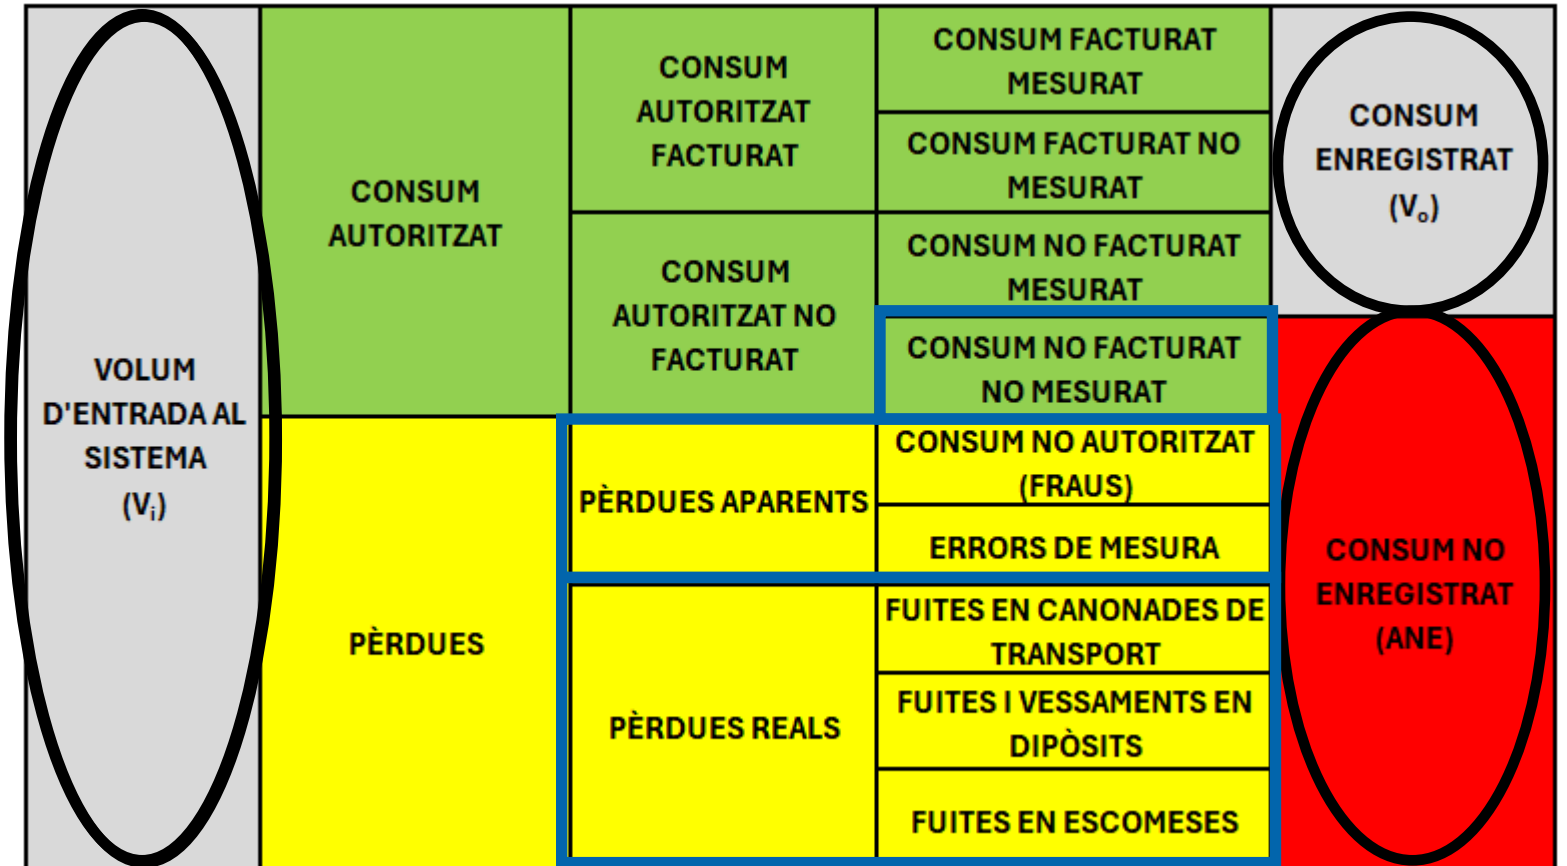 VOLUM
D'ENTRADA AL
SISTEMA
(Vᵢ)
CONSUM
AUTORITZAT
PÈRDUES
CONSUM
AUTORITZAT
FACTURAT
CONSUM
AUTORITZAT NO
FACTURAT
PÈRDUES APARENTS
PÈRDUES REALS
CONSUM FACTURAT
MESURAT
CONSUM FACTURAT NO
MESURAT
CONSUM NO FACTURAT
MESURAT
CONSUM NO FACTURAT
NO MESURAT
CONSUM NO AUTORITZAT
(FRAUS)
ERRORS DE MESURA
FUITES EN CANONADES DE
TRANSPORT
FUITES I VESSAMENTS EN
DIPÒSITS
FUITES EN ESCOMESES
CONSUM
ENREGISTRAT
(Vₒ)
CONSUM NO
ENREGISTRAT
(ANE)